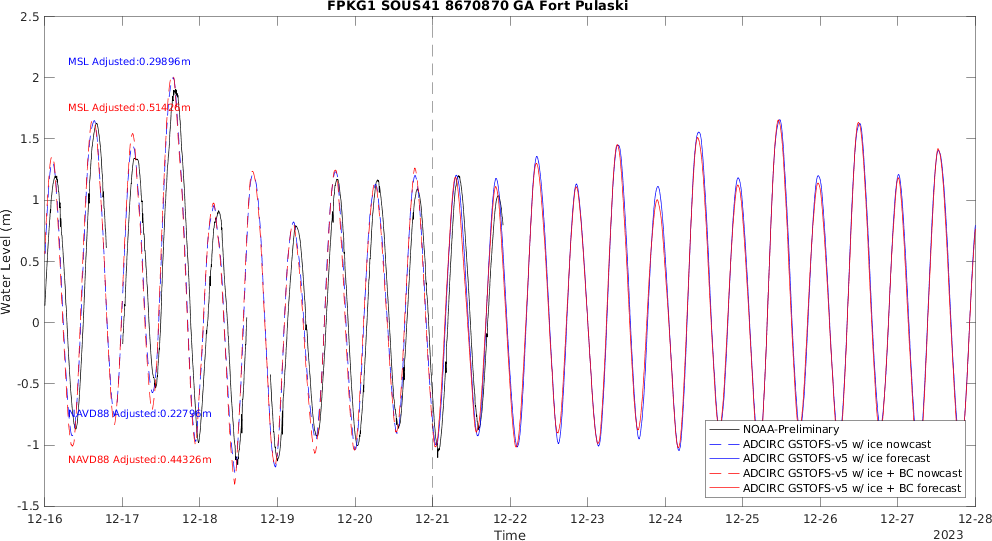 FPKG1 SOUS41 8670870 GA Fort Pulaski
2.5
2
1.5
1
0.5
0
-0.5
-1
-1.5
Water Level (m)
MSL Adjusted:0.29896m
MSL Adjusted:0.51426m
NAVD88 Adjusted:0.22796m
NAVD88 Adjusted:0.44326m
NOAA-Preliminary
ADCIRC GSTOFS-v5 w/ ice nowcast
ADCIRC GSTOFS-v5 w/ ice forecast
ADCIRC GSTOFS-v5 w/ ice + BC nowcast
ADCIRC GSTOFS-v5 w/ ice + BC forecast
12-16 12-17 12-18 12-19 12-20 12-21 12-22 12-23 12-24 12-25 12-26 12-27 12-28
Time
2023